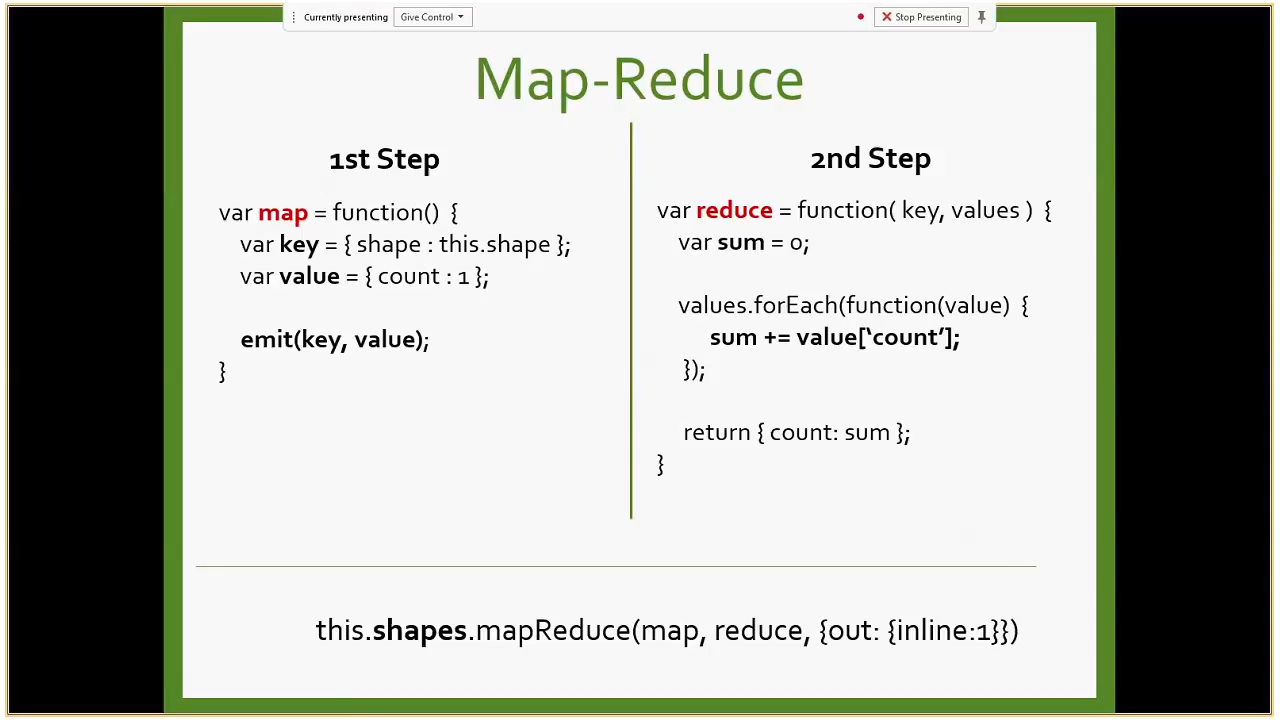 Currently presenting
Give Control
Stop Presenting
Map-Reduce
1st Step
var map = function() {
var key = { shape : this.shape };
var value = { count : 1 };
emit(key, value);
}
2nd Step
var reduce = function( key, values ) {
var sum = 0;
values.forEach(function(value) {
sum += value[‘count’];
});
return { count: sum };
}
this.shapes.mapReduce(map, reduce, {out: {inline:1}})